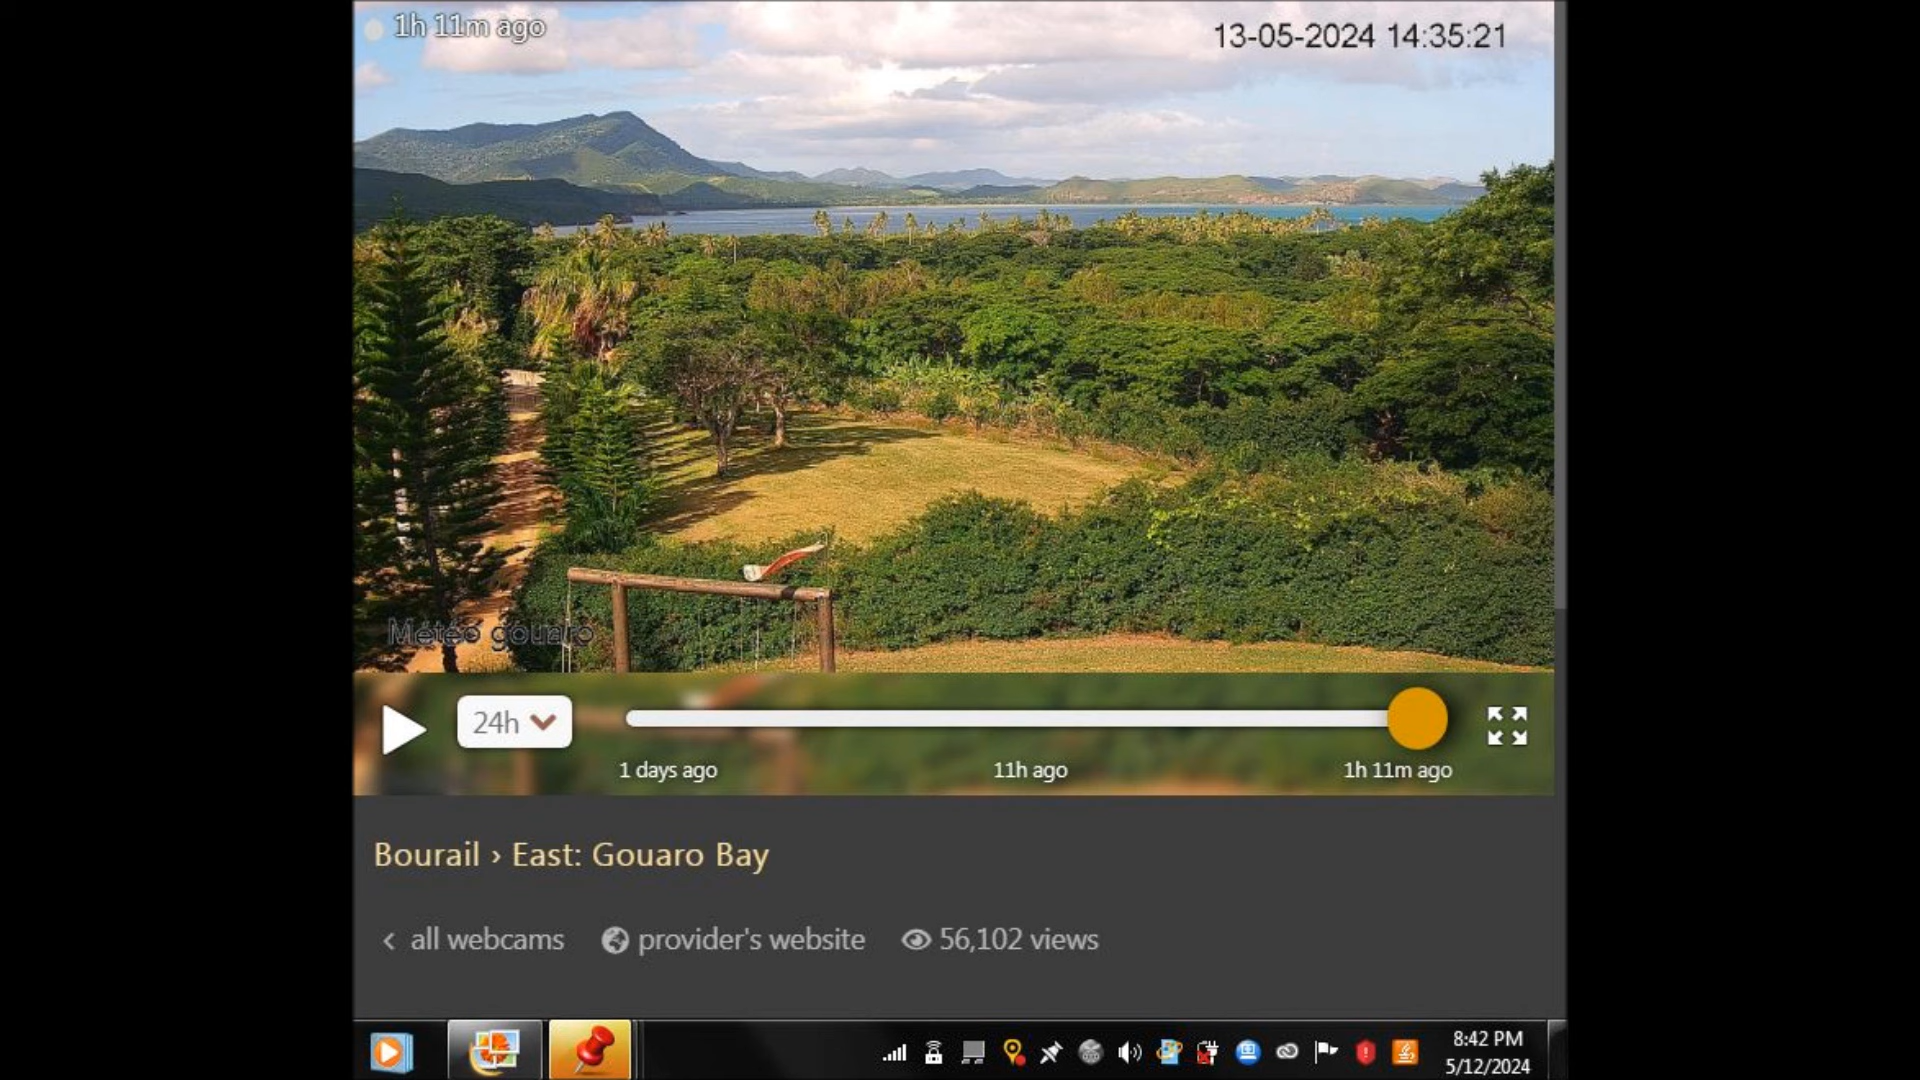 1h 11m ago
13-05-2024 14:35:21
Météo gouaro
24h
1 days ago
11h ago
1h 11m ago
Bourail › East: Gouaro Bay
all webcams
provider's website
56,102 views
8:42 PM
5/12/2024